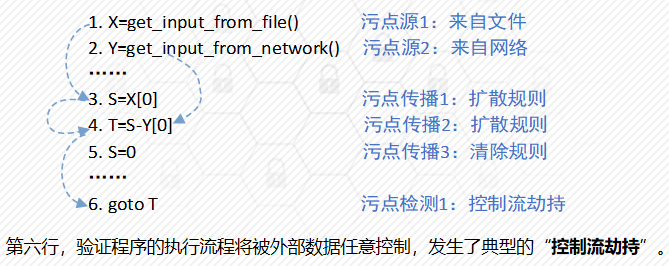 1. X=get_input_from_file() 污点源1：来自文件
2. Y=get_input_from_network() 污点源2：来自网络
……
3. S=X[0] 污点传播1：扩散规则
4. T=S-Y[0] 污点传播2：扩散规则
5. S=0 污点传播3：清除规则
……
6. goto T 污点检测1：控制流劫持
第六行，验证程序的执行流程将被外部数据任意控制，发生了典型的“控制流劫持”。